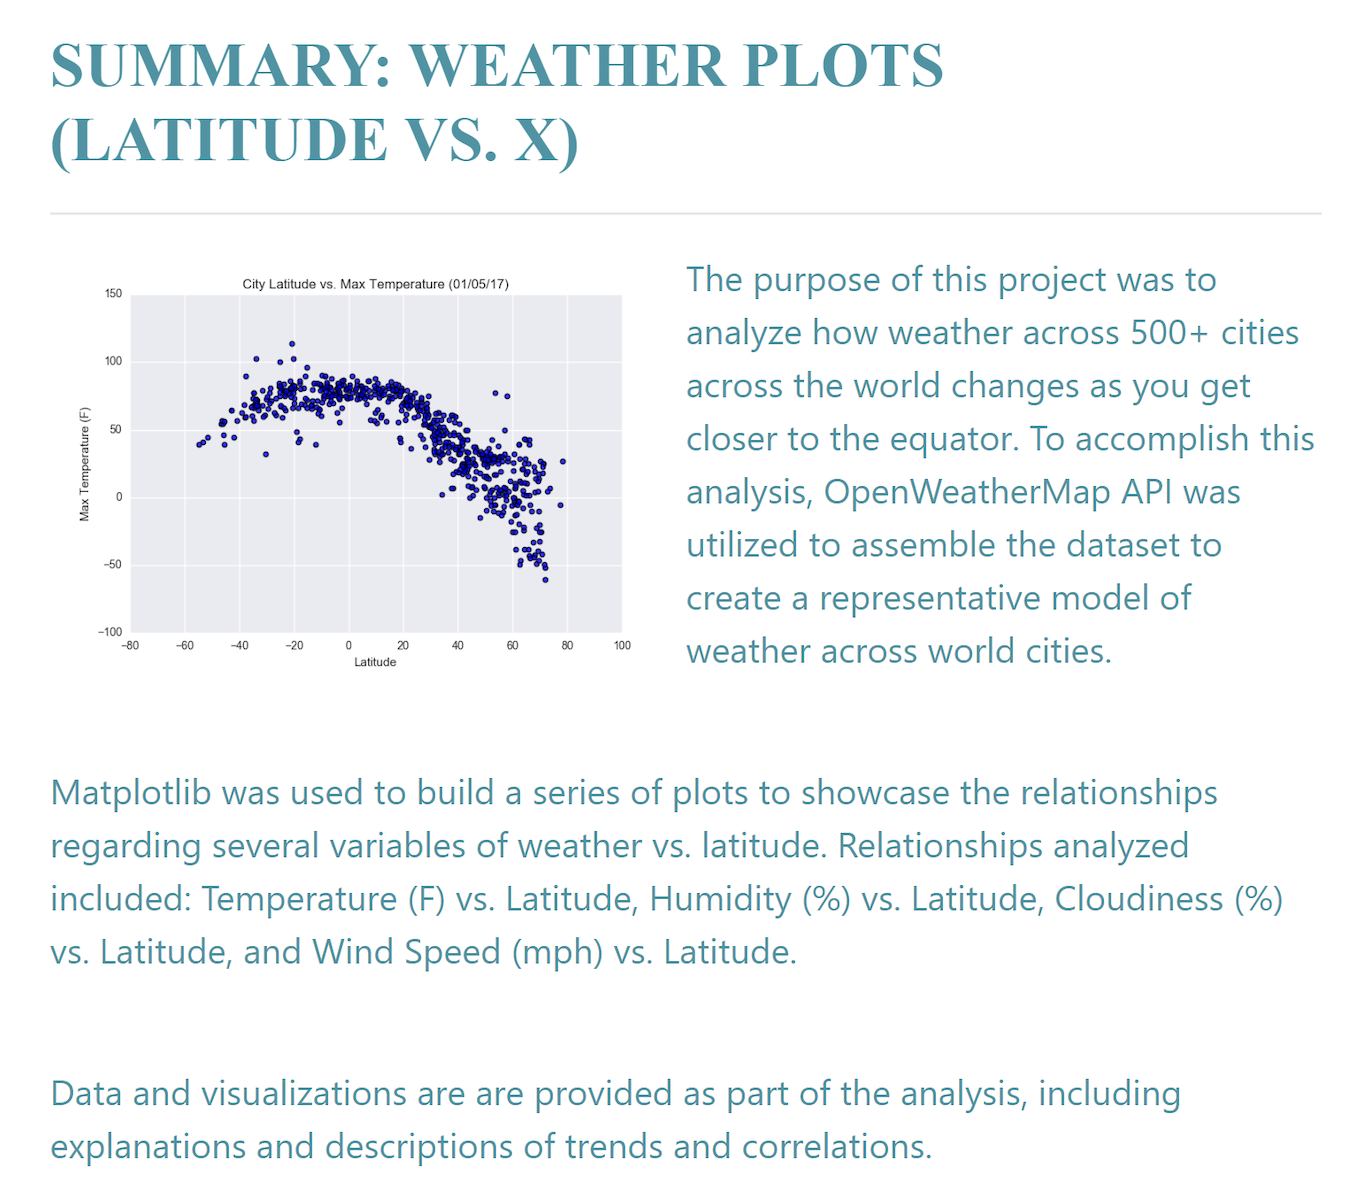 SUMMARY: WEATHER PLOTS
(LATITUDE VS. X)
City Latitude vs. Max Temperature (01/05/17)
Max Temperature (F)
150
100
50
0
−50
−100
−80 −60 −40 −20 0 20 40 60 80 100
Latitude
The purpose of this project was to
analyze how weather across 500+ cities
across the world changes as you get
closer to the equator. To accomplish this
analysis, OpenWeatherMap API was
utilized to assemble the dataset to
create a representative model of
weather across world cities.
Matplotlib was used to build a series of plots to showcase the relationships
regarding several variables of weather vs. latitude. Relationships analyzed
included: Temperature (F) vs. Latitude, Humidity (%) vs. Latitude, Cloudiness (%)
vs. Latitude, and Wind Speed (mph) vs. Latitude.
Data and visualizations are are provided as part of the analysis, including
explanations and descriptions of trends and correlations.